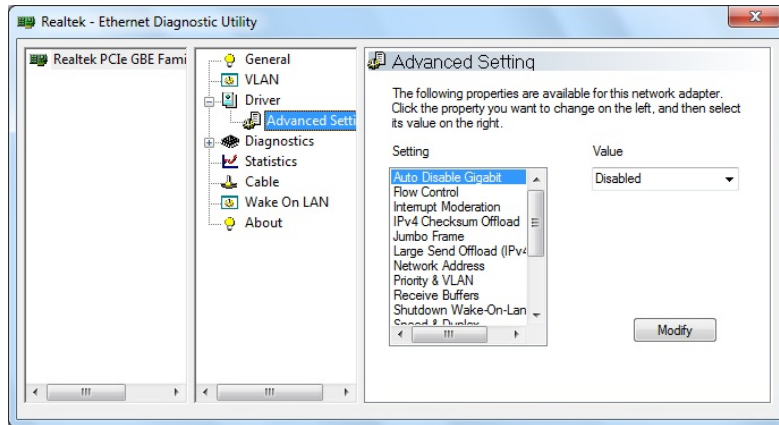 Realtek - Ethernet Diagnostic Utility
Realtek PCIe GBE Fami
General
VLAN
Driver
Advanced Setti
Diagnostics
Statistics
Cable
Wake On LAN
About
Advanced Setting
The following properties are available for this network adapter.
Click the property you want to change on the left, and then select
its value on the right.
Setting
Value
Auto Disable Gigabit
Flow Control
Interrupt Moderation
IPv4 Checksum Offload
Jumbo Frame
Large Send Offload (IPv4
Network Address
Priority & VLAN
Receive Buffers
Shutdown Wake-On-Lan
Speed & Duplex
Disabled
Modify